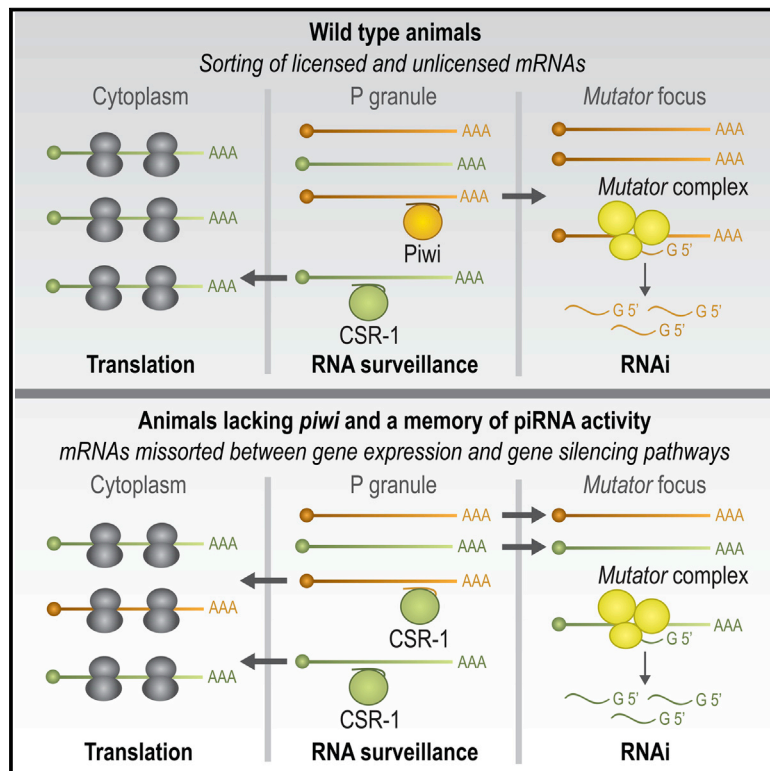 Wild type animals
Sorting of licensed and unlicensed mRNAs
Cytoplasm
P granule
Mutator focus
AAA
AAA
AAA
AAA
AAA
AAA
Piwi
AAA
CSR-1
AAA
AAA
Mutator complex
AAA
G 5'
G 5'
G 5'
G 5'
Translation
RNA surveillance
RNAi
Animals lacking piwi and a memory of piRNA activity
mRNAs missorted between gene expression and gene silencing pathways
Cytoplasm
P granule
Mutator focus
AAA
AAA
AAA
AAA
AAA
AAA
CSR-1
AAA
CSR-1
AAA
AAA
Mutator complex
AAA
G 5'
G 5'
G 5'
G 5'
Translation
RNA surveillance
RNAi